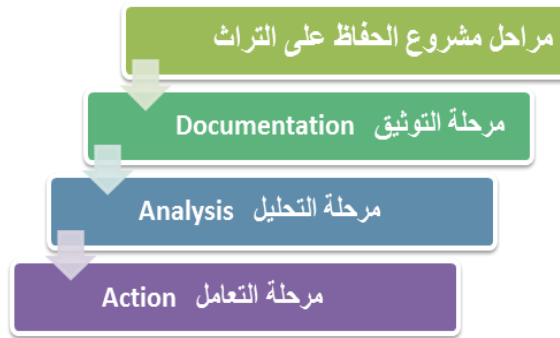 مراحل مشروع الحفاظ على التراث
مرحلة التوثيق Documentation
مرحلة التحليل Analysis
مرحلة التعامل Action